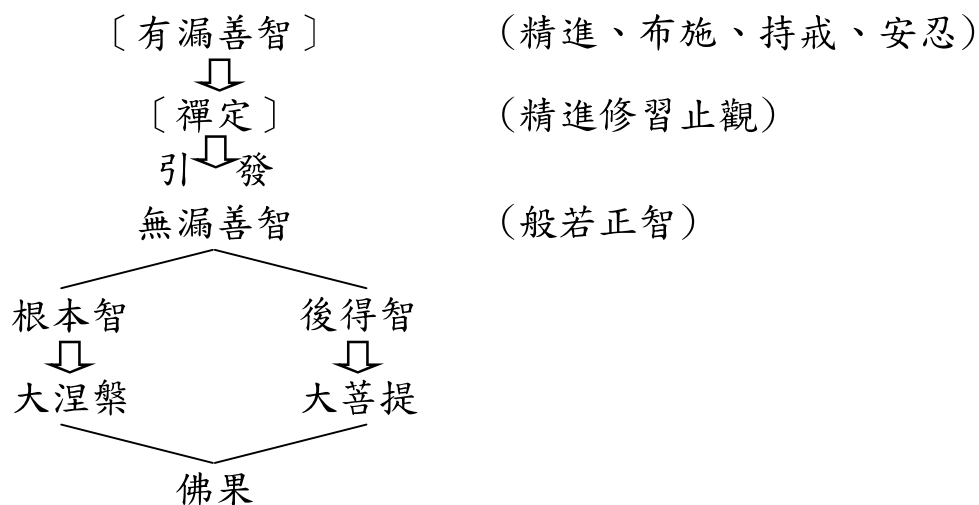 〔有漏善智〕 （精進、布施、持戒、安忍）
〔禪定〕 （精進修習止觀）
引 發
無漏善智 （般若正智）
根本智 後得智
大涅槃 大菩提
佛果